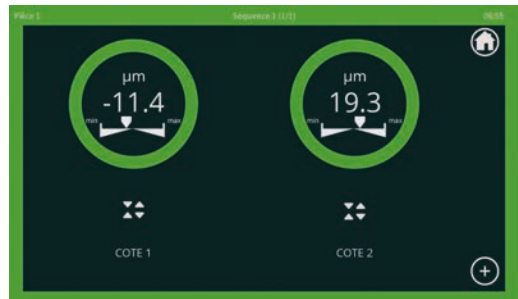 Pièce 1 Séquence 1 (1/1) 09:55
µm µm
-11.4 19.3
min max min max
COTE 1 COTE 2